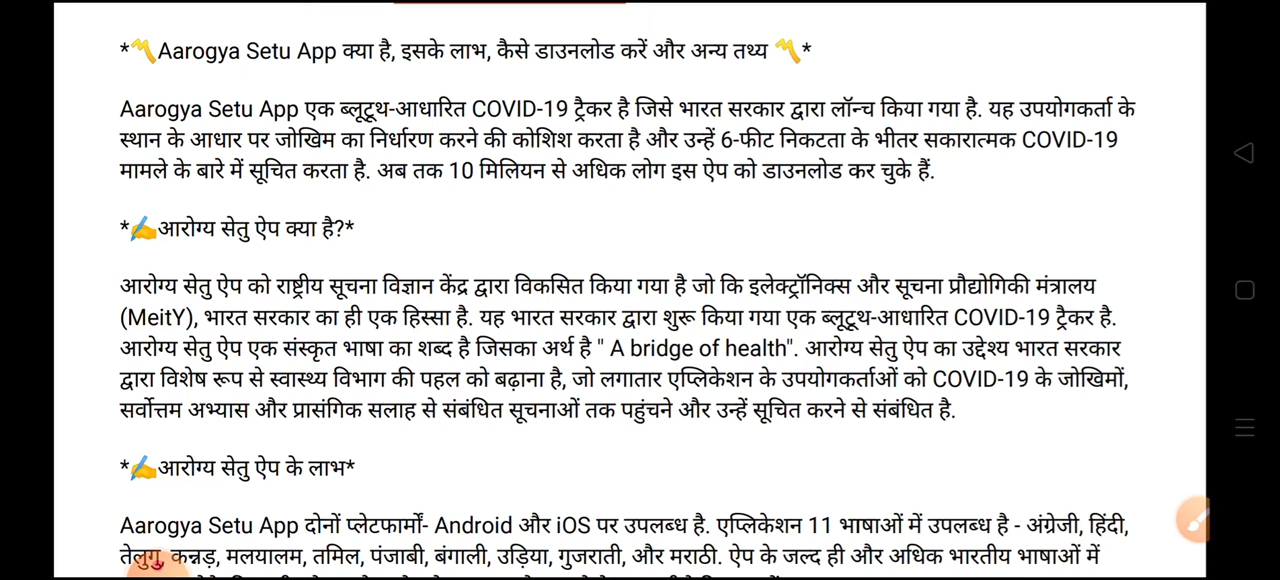 *〽️Aarogya Setu App क्या है, इसके लाभ, कैसे डाउनलोड करें और अन्य तथ्य 〽️*
Aarogya Setu App एक ब्लूटूथ-आधारित COVID-19 ट्रैकर है जिसे भारत सरकार द्वारा लॉन्च किया गया है. यह उपयोगकर्ता के
स्थान के आधार पर जोखिम का निर्धारण करने की कोशिश करता है और उन्हें 6-फीट निकटता के भीतर सकारात्मक COVID-19
मामले के बारे में सूचित करता है. अब तक 10 मिलियन से अधिक लोग इस ऐप को डाउनलोड कर चुके हैं.
*✍️आरोग्य सेतु ऐप क्या है?*
आरोग्य सेतु ऐप को राष्ट्रीय सूचना विज्ञान केंद्र द्वारा विकसित किया गया है जो कि इलेक्ट्रॉनिक्स और सूचना प्रौद्योगिकी मंत्रालय
(MeitY), भारत सरकार का ही एक हिस्सा है. यह भारत सरकार द्वारा शुरू किया गया एक ब्लूटूथ-आधारित COVID-19 ट्रैकर है.
आरोग्य सेतु ऐप एक संस्कृत भाषा का शब्द है जिसका अर्थ है " A bridge of health". आरोग्य सेतु ऐप का उद्देश्य भारत सरकार
द्वारा विशेष रूप से स्वास्थ्य विभाग की पहल को बढ़ाना है, जो लगातार एप्लिकेशन के उपयोगकर्ताओं को COVID-19 के जोखिमों,
सर्वोत्तम अभ्यास और प्रासंगिक सलाह से संबंधित सूचनाओं तक पहुंचने और उन्हें सूचित करने से संबंधित है.
*✍️आरोग्य सेतु ऐप के लाभ*
Aarogya Setu App दोनों प्लेटफार्मों- Android और iOS पर उपलब्ध है. एप्लिकेशन 11 भाषाओं में उपलब्ध है - अंग्रेजी, हिंदी,
तेलुगु, कन्नड़, मलयालम, तमिल, पंजाबी, बंगाली, उड़िया, गुजराती, और मराठी. ऐप के जल्द ही और अधिक भारतीय भाषाओं में